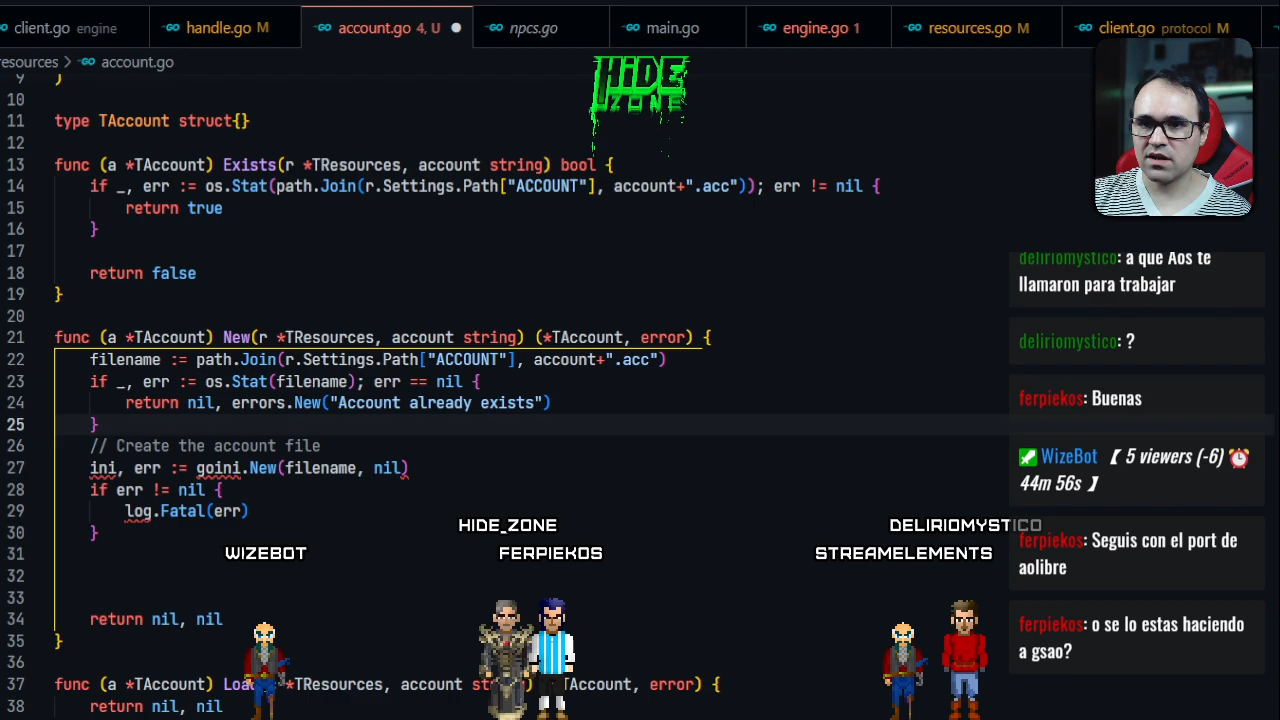 client.go engine
handle.go M
account.go 4, U
npcs.go
main.go
engine.go 1
resources.go M
client.go protocol M
resources > account.go
HiDE
ZONE
9 )
10
11 type TAccount struct{}
12
13 func (a *TAccount) Exists(r *TResources, account string) bool {
14 if _, err := os.Stat(path.Join(r.Settings.Path["ACCOUNT"], account+".acc")); err != nil {
15 return true
16 }
17
18 return false
19 }
20
21 func (a *TAccount) New(r *TResources, account string) (*TAccount, error) {
22 filename := path.Join(r.Settings.Path["ACCOUNT"], account+".acc")
23 if _, err := os.Stat(filename); err == nil {
24 return nil, errors.New("Account already exists")
25 }
26 // Create the account file
27 ini, err := goini.New(filename, nil)
28 if err != nil {
29 log.Fatal(err)
30 }
31
32
33
34 return nil, nil
35 }
36
37 func (a *TAccount) Loa *TResources, account st TAccount, error) {
38 return nil, nil
deliriomystico: a que Aos te
llamaron para trabajar
deliriomystico: ?
ferpiekos: Buenas
WizeBot 【 5 viewers (-6) ⏰
44m 56s 】
ferpiekos: Seguis con el port de
aolibre
ferpiekos: o se lo estas haciendo
a gsao?
HIDE_ZONE
DELIRIOMYSTICO
WIZEBOT
FERPIEKOS
STREAMELEMENTS